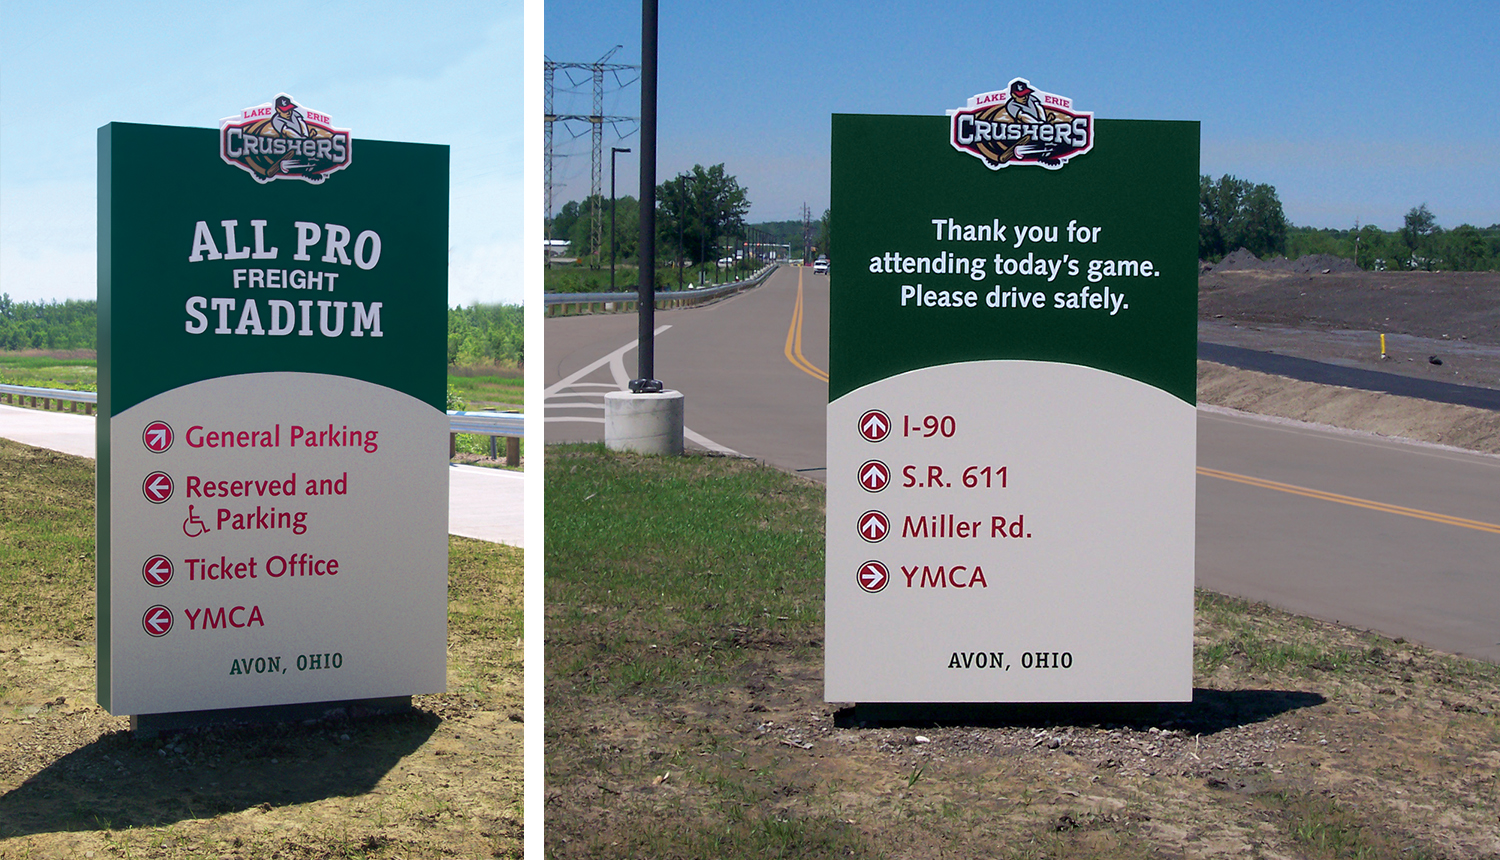 LAKE ERIE
CRUSHERS
ALL PRO
FREIGHT
STADIUM
General Parking
Reserved and
Parking
Ticket Office
YMCA
AVON, OHIO
LAKE ERIE
CRUSHERS
Thank you for
attending today's game.
Please drive safely.
I-90
S.R. 611
Miller Rd.
YMCA
AVON, OHIO